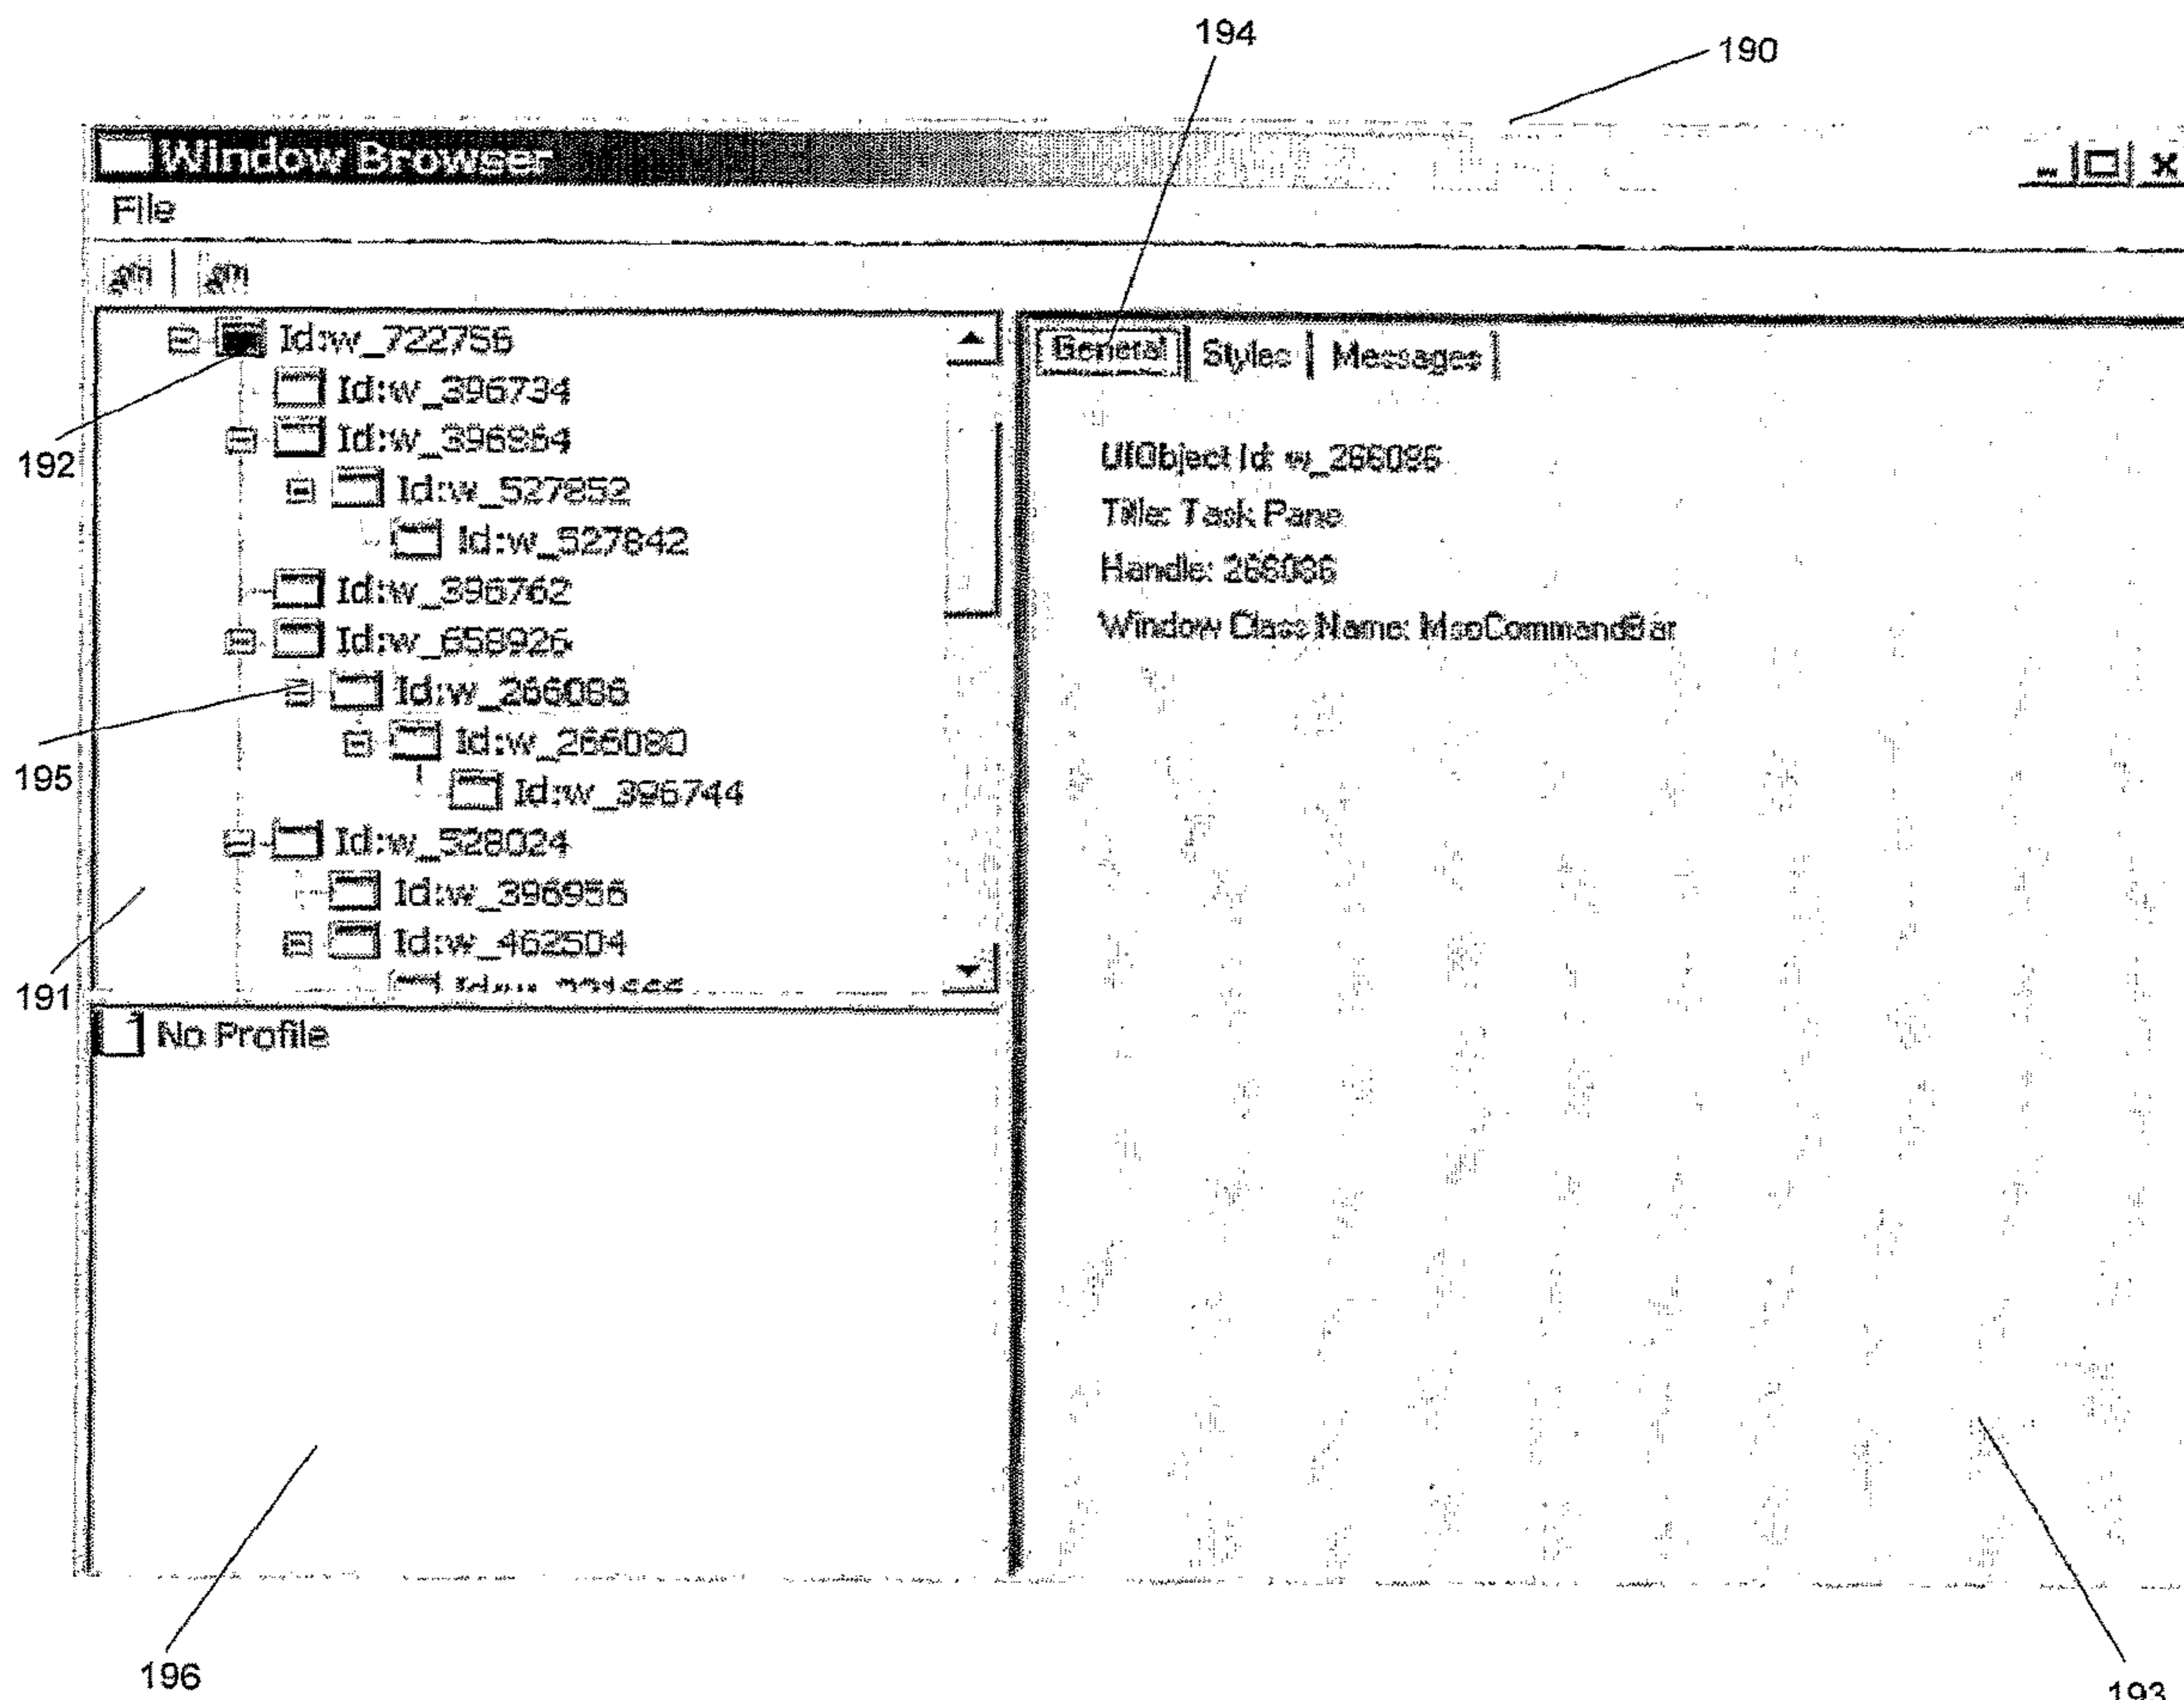 194
190
Window Browser
File
Id:w_722756
General Styles Messages
Id:w_396734
192
Id:w_396864
UIObject Id: w_266086
Id:w_527852
Title: Task Pane
Id:w_527842
Handle: 266086
Id:w_396762
Window Class Name: MsoCommandBar
Id:w_658926
Id:w_266086
Id:w_266080
195
Id:w_396744
Id:w_528024
Id:w_396956
Id:w_462504
191
No Profile
196
193